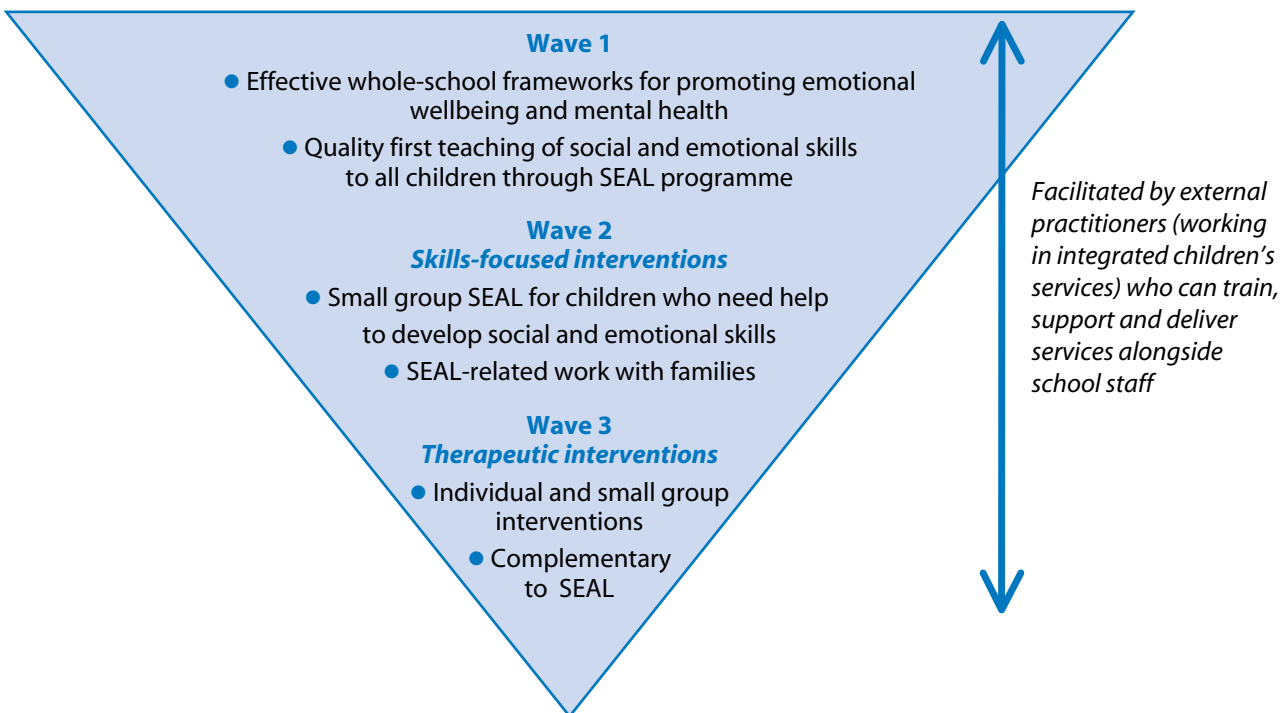 Wave 1
● Effective whole-school frameworks for promoting emotional
wellbeing and mental health
● Quality first teaching of social and emotional skills
to all children through SEAL programme
Wave 2
Skills-focused interventions
● Small group SEAL for children who need help
to develop social and emotional skills
● SEAL-related work with families
Wave 3
Therapeutic interventions
● Individual and small group
interventions
● Complementary
to SEAL
Facilitated by external
practitioners (working
in integrated children’s
services) who can train,
support and deliver
services alongside
school staff